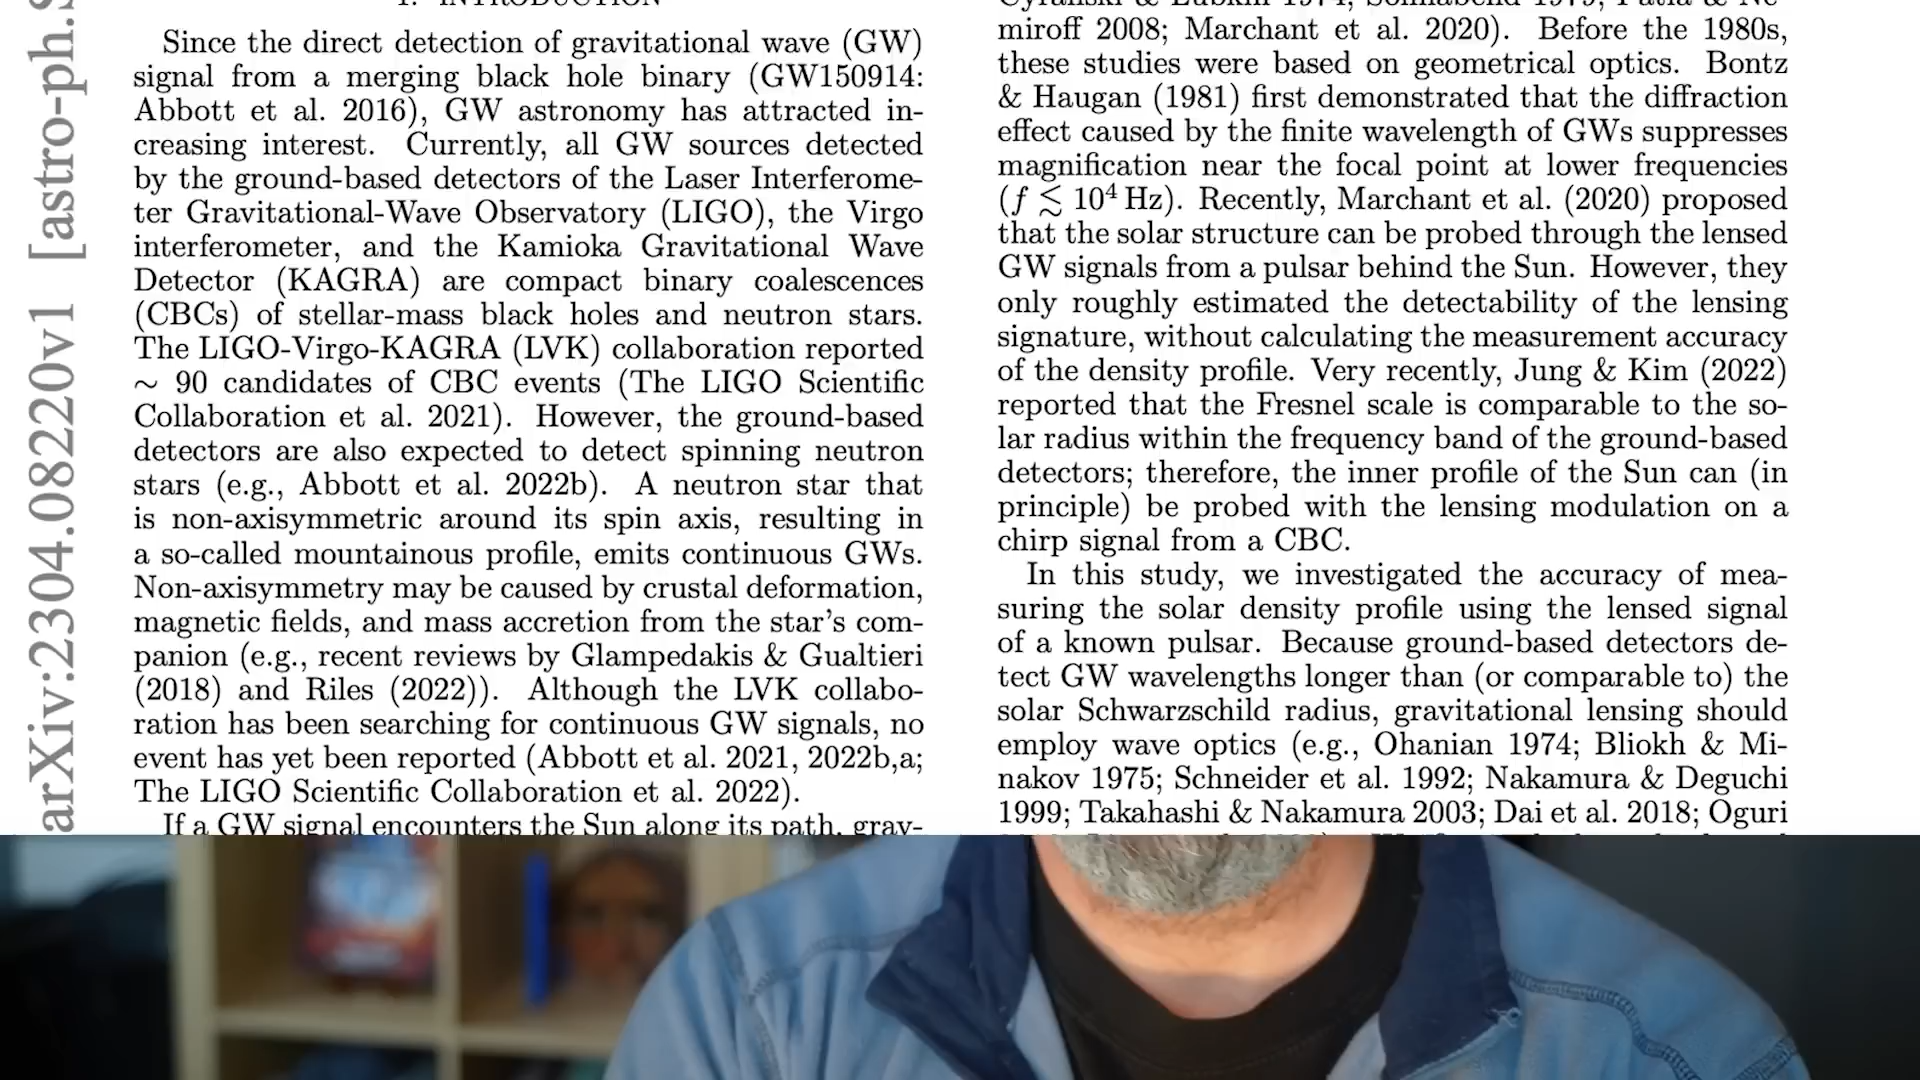 arXiv:2304.08220v1 [astro-ph.S
1. INTRODUCTION
Since the direct detection of gravitational wave (GW)
signal from a merging black hole binary (GW150914:
Abbott et al. 2016), GW astronomy has attracted in-
creasing interest. Currently, all GW sources detected
by the ground-based detectors of the Laser Interferome-
ter Gravitational-Wave Observatory (LIGO), the Virgo
interferometer, and the Kamioka Gravitational Wave
Detector (KAGRA) are compact binary coalescences
(CBCs) of stellar-mass black holes and neutron stars.
The LIGO-Virgo-KAGRA (LVK) collaboration reported
∼ 90 candidates of CBC events (The LIGO Scientific
Collaboration et al. 2021). However, the ground-based
detectors are also expected to detect spinning neutron
stars (e.g., Abbott et al. 2022b). A neutron star that
is non-axisymmetric around its spin axis, resulting in
a so-called mountainous profile, emits continuous GWs.
Non-axisymmetry may be caused by crustal deformation,
magnetic fields, and mass accretion from the star's com-
panion (e.g., recent reviews by Glampedakis & Gualtieri
(2018) and Riles (2022)). Although the LVK collabo-
ration has been searching for continuous GW signals, no
event has yet been reported (Abbott et al. 2021, 2022b,a;
The LIGO Scientific Collaboration et al. 2022).
If a GW signal encounters the Sun along its path, grav-
Cyranski & Lubkin 1974; Sonnabend 1979; Patla & Ne-
miroff 2008; Marchant et al. 2020). Before the 1980s,
these studies were based on geometrical optics. Bontz
& Haugan (1981) first demonstrated that the diffraction
effect caused by the finite wavelength of GWs suppresses
magnification near the focal point at lower frequencies
(f ≲ 10⁴ Hz). Recently, Marchant et al. (2020) proposed
that the solar structure can be probed through the lensed
GW signals from a pulsar behind the Sun. However, they
only roughly estimated the detectability of the lensing
signature, without calculating the measurement accuracy
of the density profile. Very recently, Jung & Kim (2022)
reported that the Fresnel scale is comparable to the so-
lar radius within the frequency band of the ground-based
detectors; therefore, the inner profile of the Sun can (in
principle) be probed with the lensing modulation on a
chirp signal from a CBC.
In this study, we investigated the accuracy of mea-
suring the solar density profile using the lensed signal
of a known pulsar. Because ground-based detectors de-
tect GW wavelengths longer than (or comparable to) the
solar Schwarzschild radius, gravitational lensing should
employ wave optics (e.g., Ohanian 1974; Bliokh & Mi-
nakov 1975; Schneider et al. 1992; Nakamura & Deguchi
1999; Takahashi & Nakamura 2003; Dai et al. 2018; Oguri